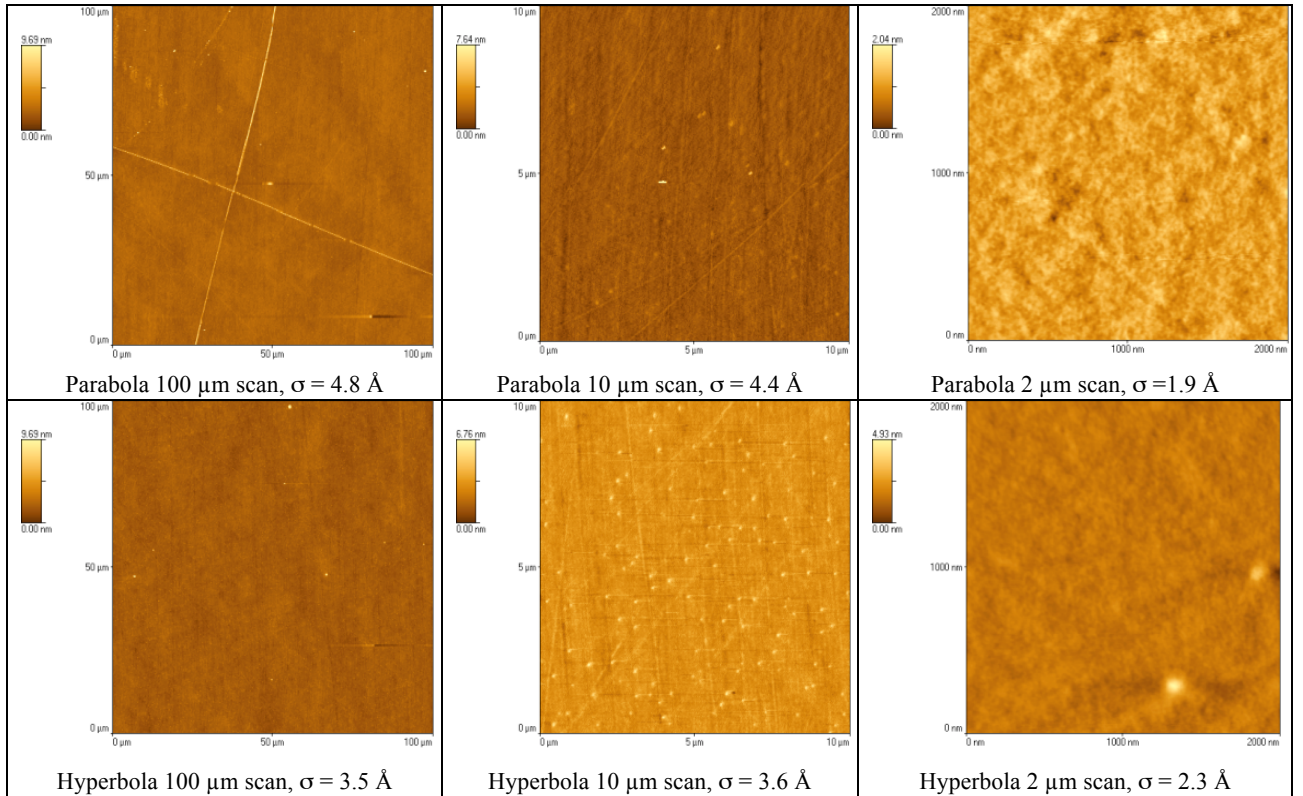 100 µm
9.69 nm
0.00 nm
50 µm
0 µm
0 µm
50 µm
100 µm
Parabola 100 µm scan, σ = 4.8 Å
10 µm
7.64 nm
0.00 nm
5 µm
0 µm
0 µm
5 µm
10 µm
Parabola 10 µm scan, σ = 4.4 Å
2000 nm
2.04 nm
0.00 nm
1000 nm
0 nm
0 nm
1000 nm
2000 nm
Parabola 2 µm scan, σ =1.9 Å
100 µm
9.69 nm
0.00 nm
50 µm
0 µm
0 µm
50 µm
100 µm
Hyperbola 100 µm scan, σ = 3.5 Å
10 µm
6.76 nm
0.00 nm
5 µm
0 µm
0 µm
5 µm
10 µm
Hyperbola 10 µm scan, σ = 3.6 Å
2000 nm
4.93 nm
0.00 nm
1000 nm
0 nm
0 nm
1000 nm
2000 nm
Hyperbola 2 µm scan, σ = 2.3 Å